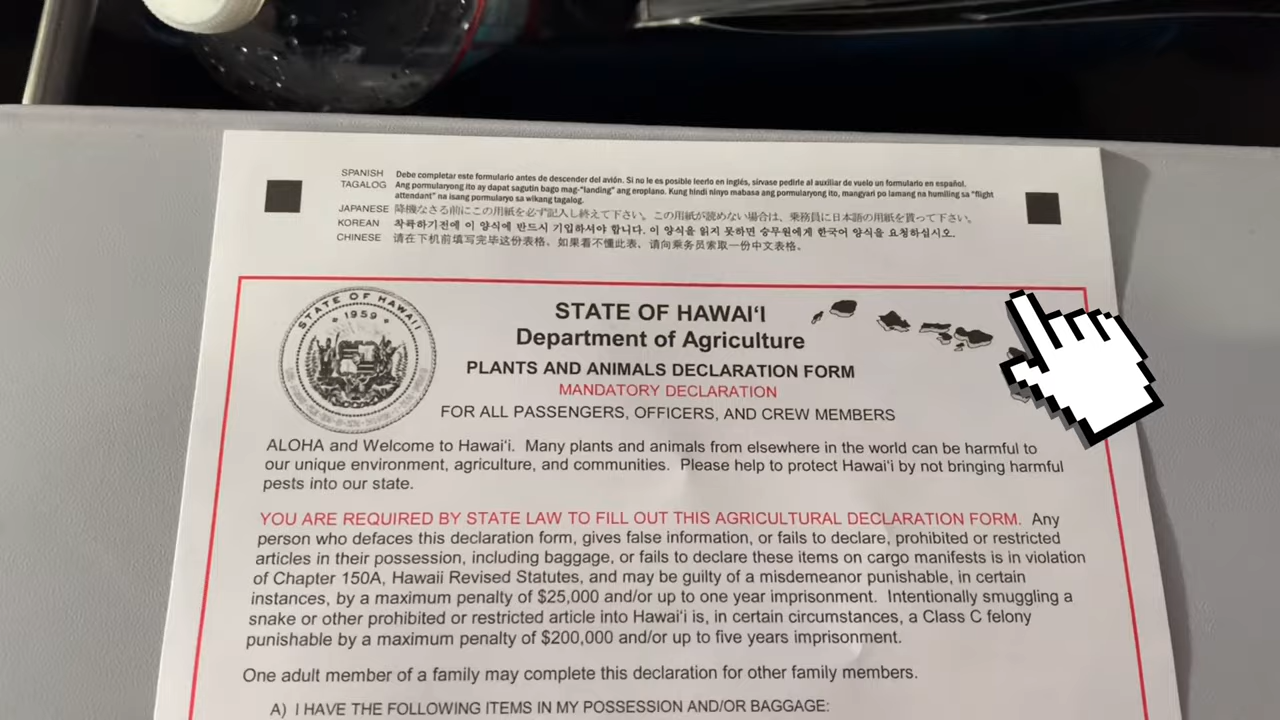 SPANISH Debe completar este formulario antes de descender del avión. Si no le es posible leerlo en inglés, sírvase pedirle al auxiliar de vuelo un formulario en español.
TAGALOG Ang pormularyong ito ay dapat sagutin bago mag-"landing" ang eroplano. Kung hindi ninyo mabasa ang pormularyong ito, mangyari po lamang na humiling sa "flight
attendant" na isang pormularyo sa wikang tagalog.
JAPANESE 降機なさる前にこの用紙を必ず記入し終えて下さい。この用紙が読めない場合は、乗務員に日本語の用紙を貰って下さい。
KOREAN 착륙하기전에 이 양식에 반드시 기입하셔야 합니다. 이 양식을 읽지 못하면 승무원에게 한국어 양식을 요청하십시오.
CHINESE 请在下机前填写完毕这份表格。如果看不懂此表、请向乘务员索取一份中文表格。
STATE OF HAWAII
1959
STATE OF HAWAIʻI
Department of Agriculture
PLANTS AND ANIMALS DECLARATION FORM
MANDATORY DECLARATION
FOR ALL PASSENGERS, OFFICERS, AND CREW MEMBERS
ALOHA and Welcome to Hawaiʻi. Many plants and animals from elsewhere in the world can be harmful to
our unique environment, agriculture, and communities. Please help to protect Hawaiʻi by not bringing harmful
pests into our state.
YOU ARE REQUIRED BY STATE LAW TO FILL OUT THIS AGRICULTURAL DECLARATION FORM. Any
person who defaces this declaration form, gives false information, or fails to declare, prohibited or restricted
articles in their possession, including baggage, or fails to declare these items on cargo manifests is in violation
of Chapter 150A, Hawaii Revised Statutes, and may be guilty of a misdemeanor punishable, in certain
instances, by a maximum penalty of $25,000 and/or up to one year imprisonment. Intentionally smuggling a
snake or other prohibited or restricted article into Hawaiʻi is, in certain circumstances, a Class C felony
punishable by a maximum penalty of $200,000 and/or up to five years imprisonment.
One adult member of a family may complete this declaration for other family members.
A) I HAVE THE FOLLOWING ITEMS IN MY POSSESSION AND/OR BAGGAGE: